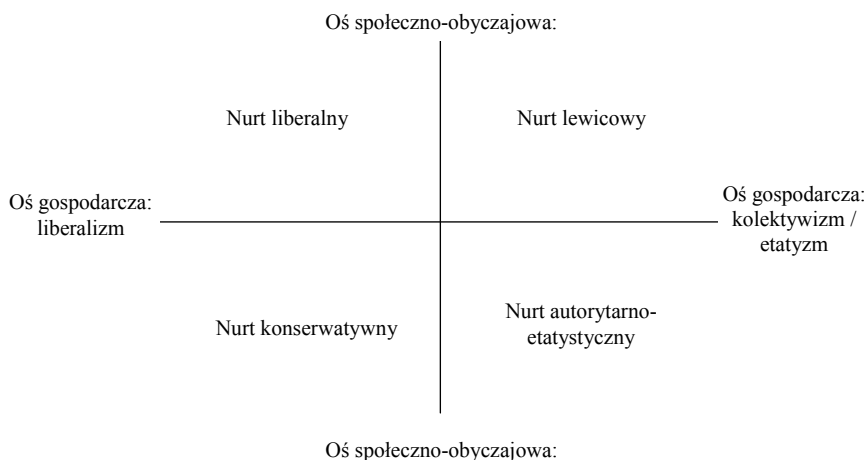 Oś społeczno-obyczajowa:
Nurt liberalny
Nurt lewicowy
Oś gospodarcza:
liberalizm
Oś gospodarcza:
kolektywizm /
etatyzm
Nurt konserwatywny
Nurt autorytarno-
etatystyczny
Oś społeczno-obyczajowa: